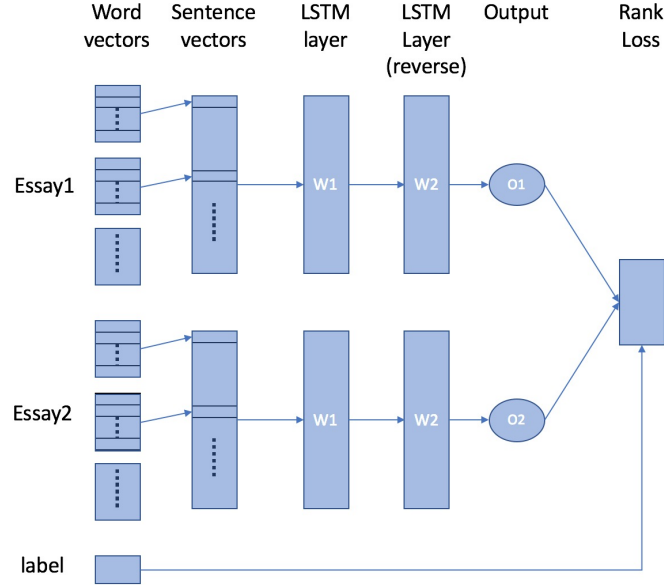 Word vectors
Sentence vectors
LSTM layer
LSTM Layer (reverse)
Output
Rank Loss
Essay1
W1
W2
O1
Essay2
W1
W2
O2
label